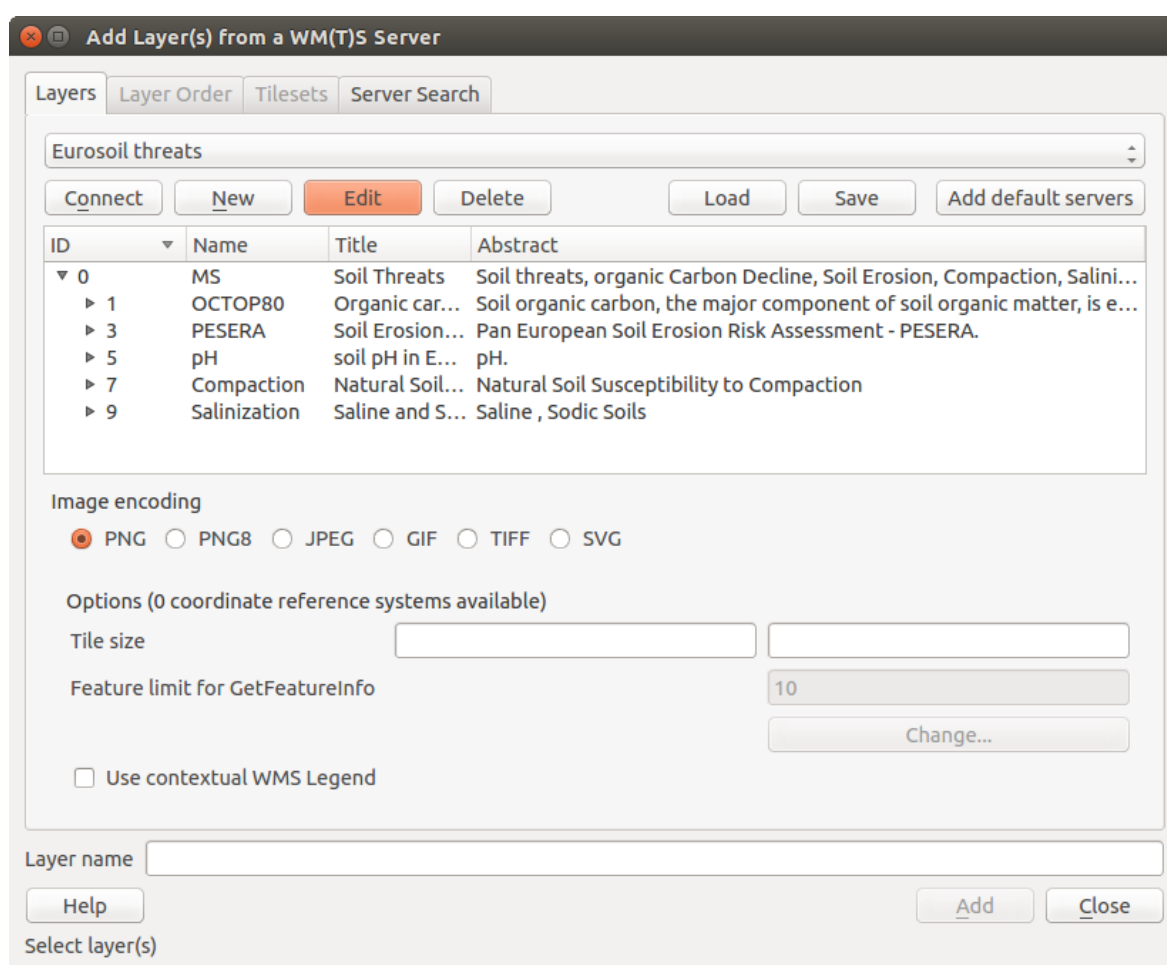 Add Layer(s) from a WM(T)S Server
Layers Layer Order Tilesets Server Search
Eurosoil threats
Connect New Edit Delete Load Save Add default servers
ID Name Title Abstract
0 MS Soil Threats Soil threats, organic Carbon Decline, Soil Erosion, Compaction, Salini...
1 OCTOP80 Organic car... Soil organic carbon, the major component of soil organic matter, is e...
3 PESERA Soil Erosion... Pan European Soil Erosion Risk Assessment - PESERA.
5 pH soil pH in E... pH.
7 Compaction Natural Soil... Natural Soil Susceptibility to Compaction
9 Salinization Saline and S... Saline , Sodic Soils
Image encoding
PNG PNG8 JPEG GIF TIFF SVG
Options (0 coordinate reference systems available)
Tile size
Feature limit for GetFeatureInfo 10
Change...
Use contextual WMS Legend
Layer name
Help Add Close
Select layer(s)